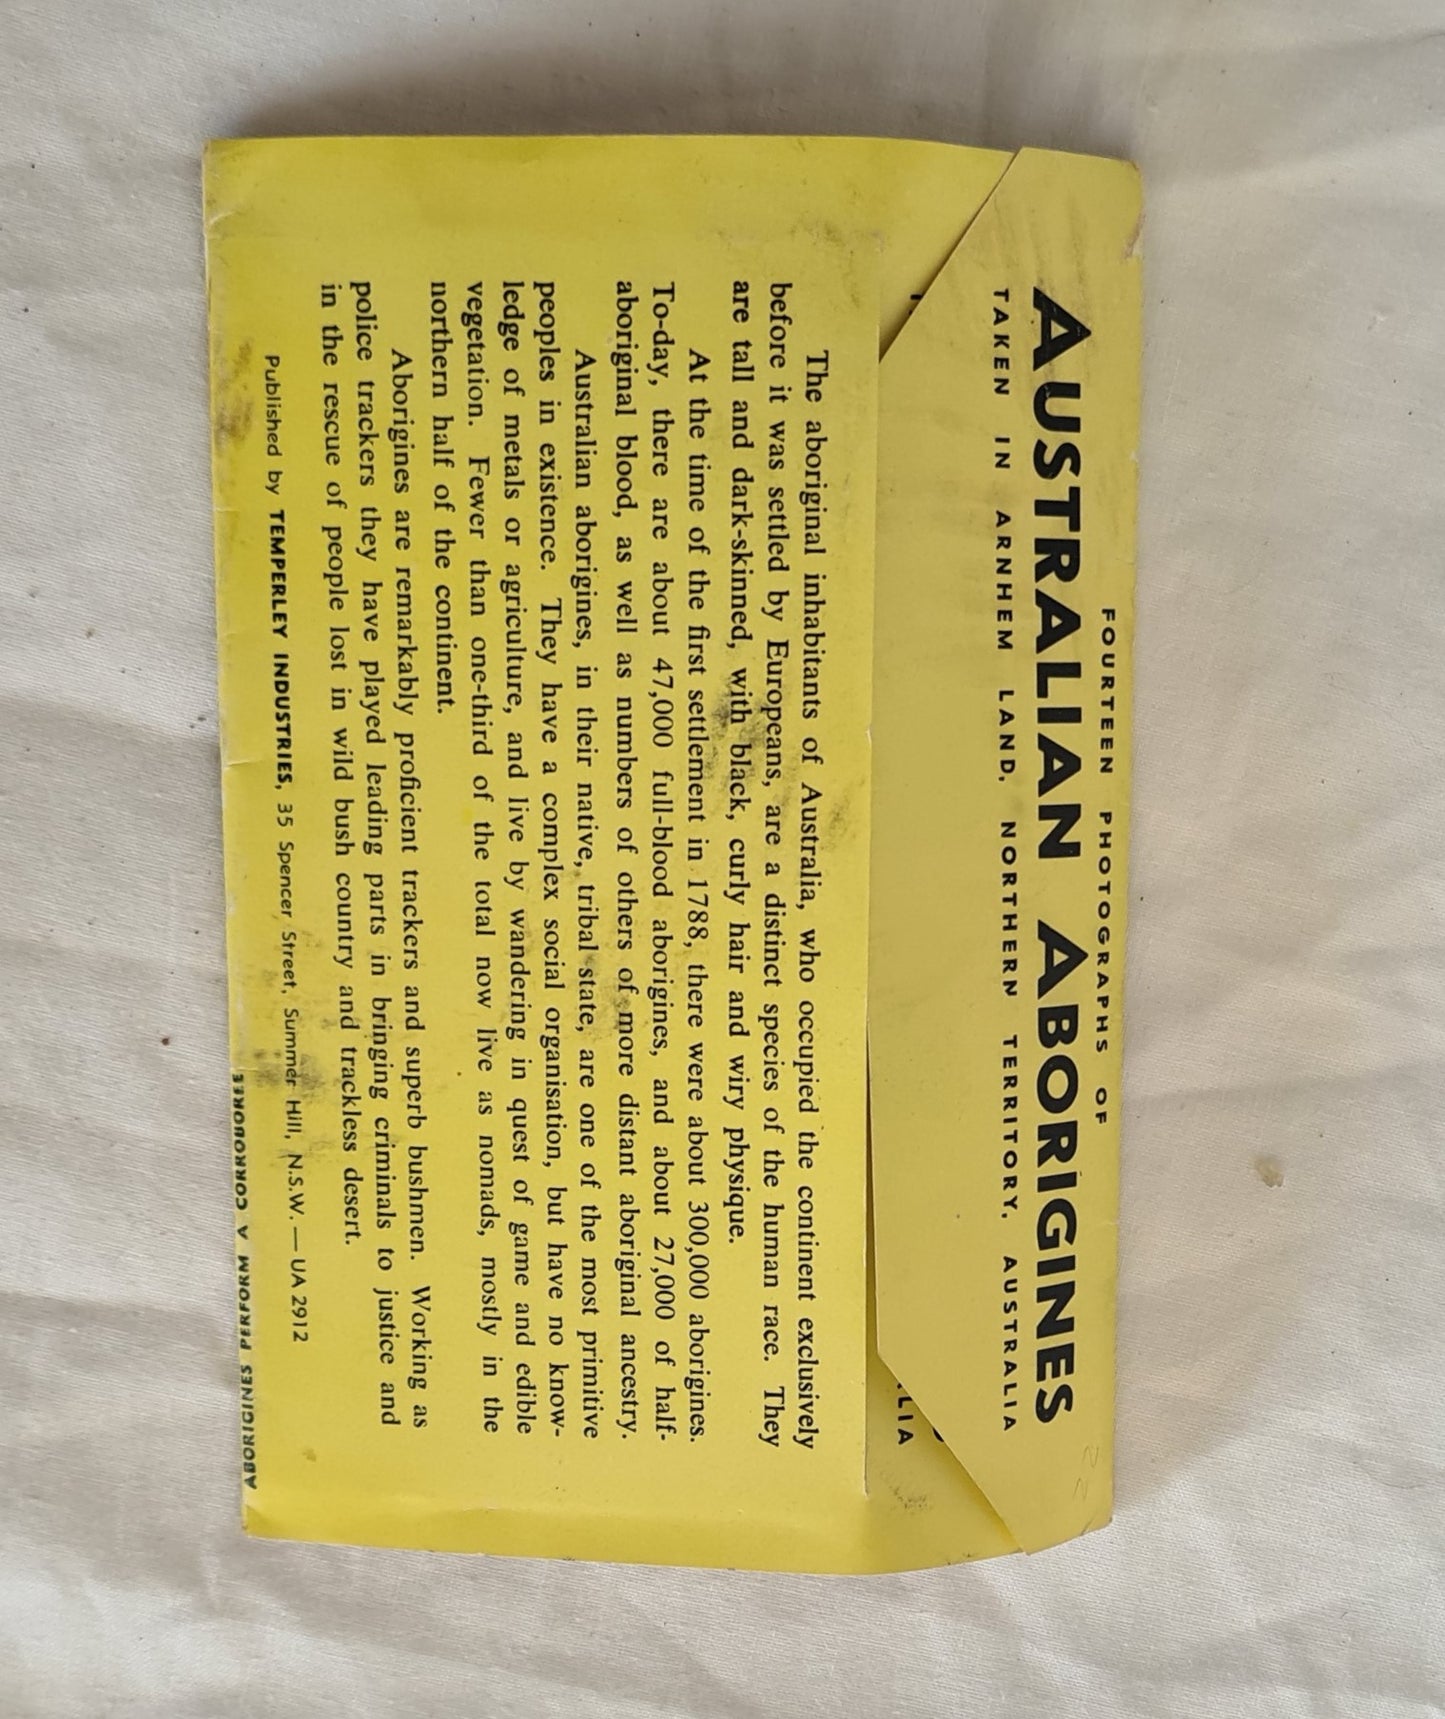 FOURTEEN PHOTOGRAPHS OF
AUSTRALIAN ABORIGINES
TAKEN IN ARNHEM LAND, NORTHERN TERRITORY, AUSTRALIA
LIA
The aboriginal inhabitants of Australia, who occupied the continent exclusively
before it was settled by Europeans, are a distinct species of the human race. They
are tall and dark-skinned, with black, curly hair and wiry physique.
At the time of the first settlement in 1788, there were about 300,000 aborigines.
To-day, there are about 47,000 full-blood aborigines, and about 27,000 of half-
aboriginal blood, as well as numbers of others of more distant aboriginal ancestry.
Australian aborigines, in their native, tribal state, are one of the most primitive
peoples in existence. They have a complex social organisation, but have no know-
ledge of metals or agriculture, and live by wandering in quest of game and edible
vegetation. Fewer than one-third of the total now live as nomads, mostly in the
northern half of the continent.
Aborigines are remarkably proficient trackers and superb bushmen. Working as
police trackers they have played leading parts in bringing criminals to justice and
in the rescue of people lost in wild bush country and trackless desert.
Published by TEMPERLEY INDUSTRIES, 35 Spencer Street, Summer Hill, N.S.W. — UA 2912
ABORIGINES PERFORM A CORROBOREE